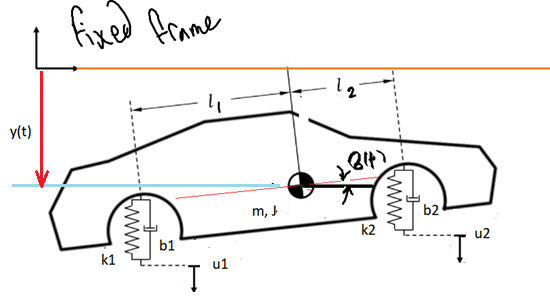 fixed frame
l1
l2
y(t)
θ(t)
m, J
k1
b1
u1
k2
b2
u2